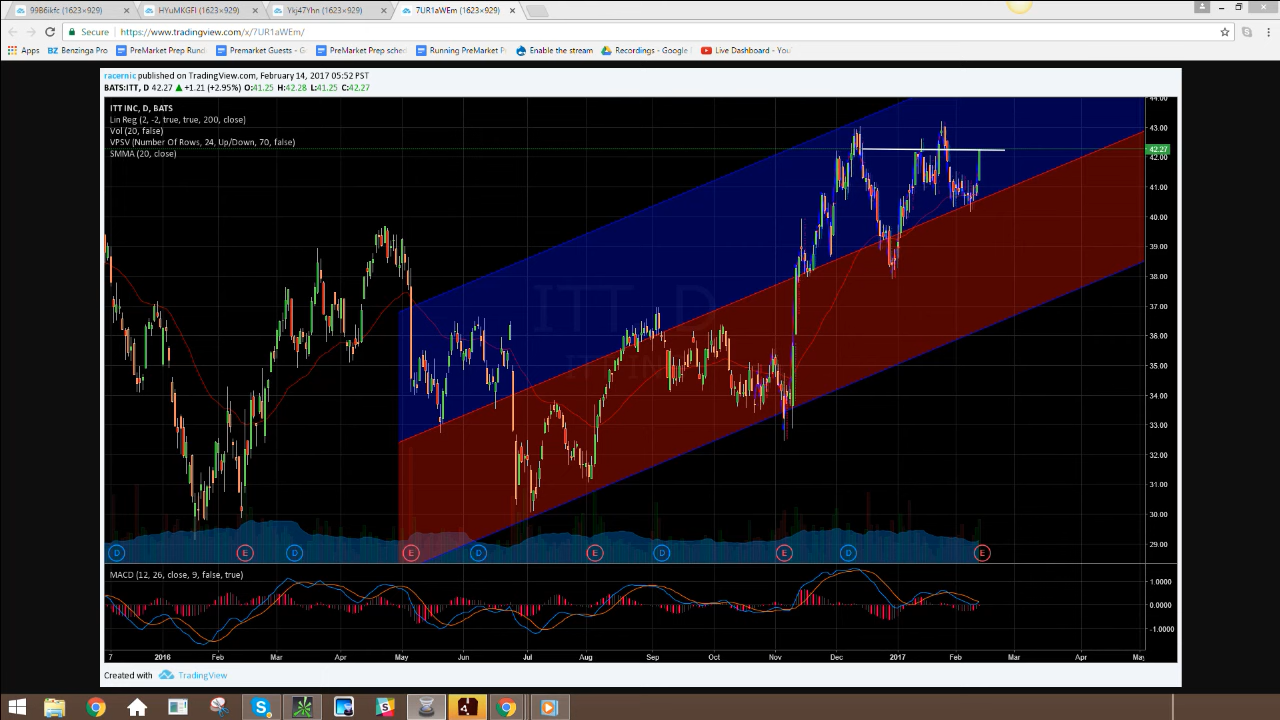 99B6ikfc (1623×929)
HYuMKGFl (1623×929)
Ykj47Yhn (1623×929)
7UR1aWEm (1623×929)
Secure https://www.tradingview.com/x/7UR1aWEm/
Apps Benzinga Pro PreMarket Prep Rund Premarket Guests - G PreMarket Prep sched Running PreMarket P Enable the stream Recordings - Google Live Dashboard - You
racernic published on TradingView.com, February 14, 2017 05:52 PST
BATS:ITT, D 42.27 ▲ +1.21 (+2.95%) O:41.25 H:42.28 L:41.25 C:42.27
ITT INC, D, BATS
Lin Reg (2, -2, true, true, 200, close)
Vol (20, false)
VPSV (Number Of Rows, 24, Up/Down, 70, false)
SMMA (20, close)
44.00
43.00
42.27
42.00
41.00
40.00
39.00
38.00
37.00
36.00
35.00
34.00
33.00
32.00
31.00
30.00
29.00
ITT, D
ITT INC
D E D E D E D E D E
MACD (12, 26, close, 9, false, true)
1.0000
0.0000
-1.0000
7 2016 Feb Mar Apr May Jun Jul Aug Sep Oct Nov Dec 2017 Feb Mar Apr May
Created with TradingView